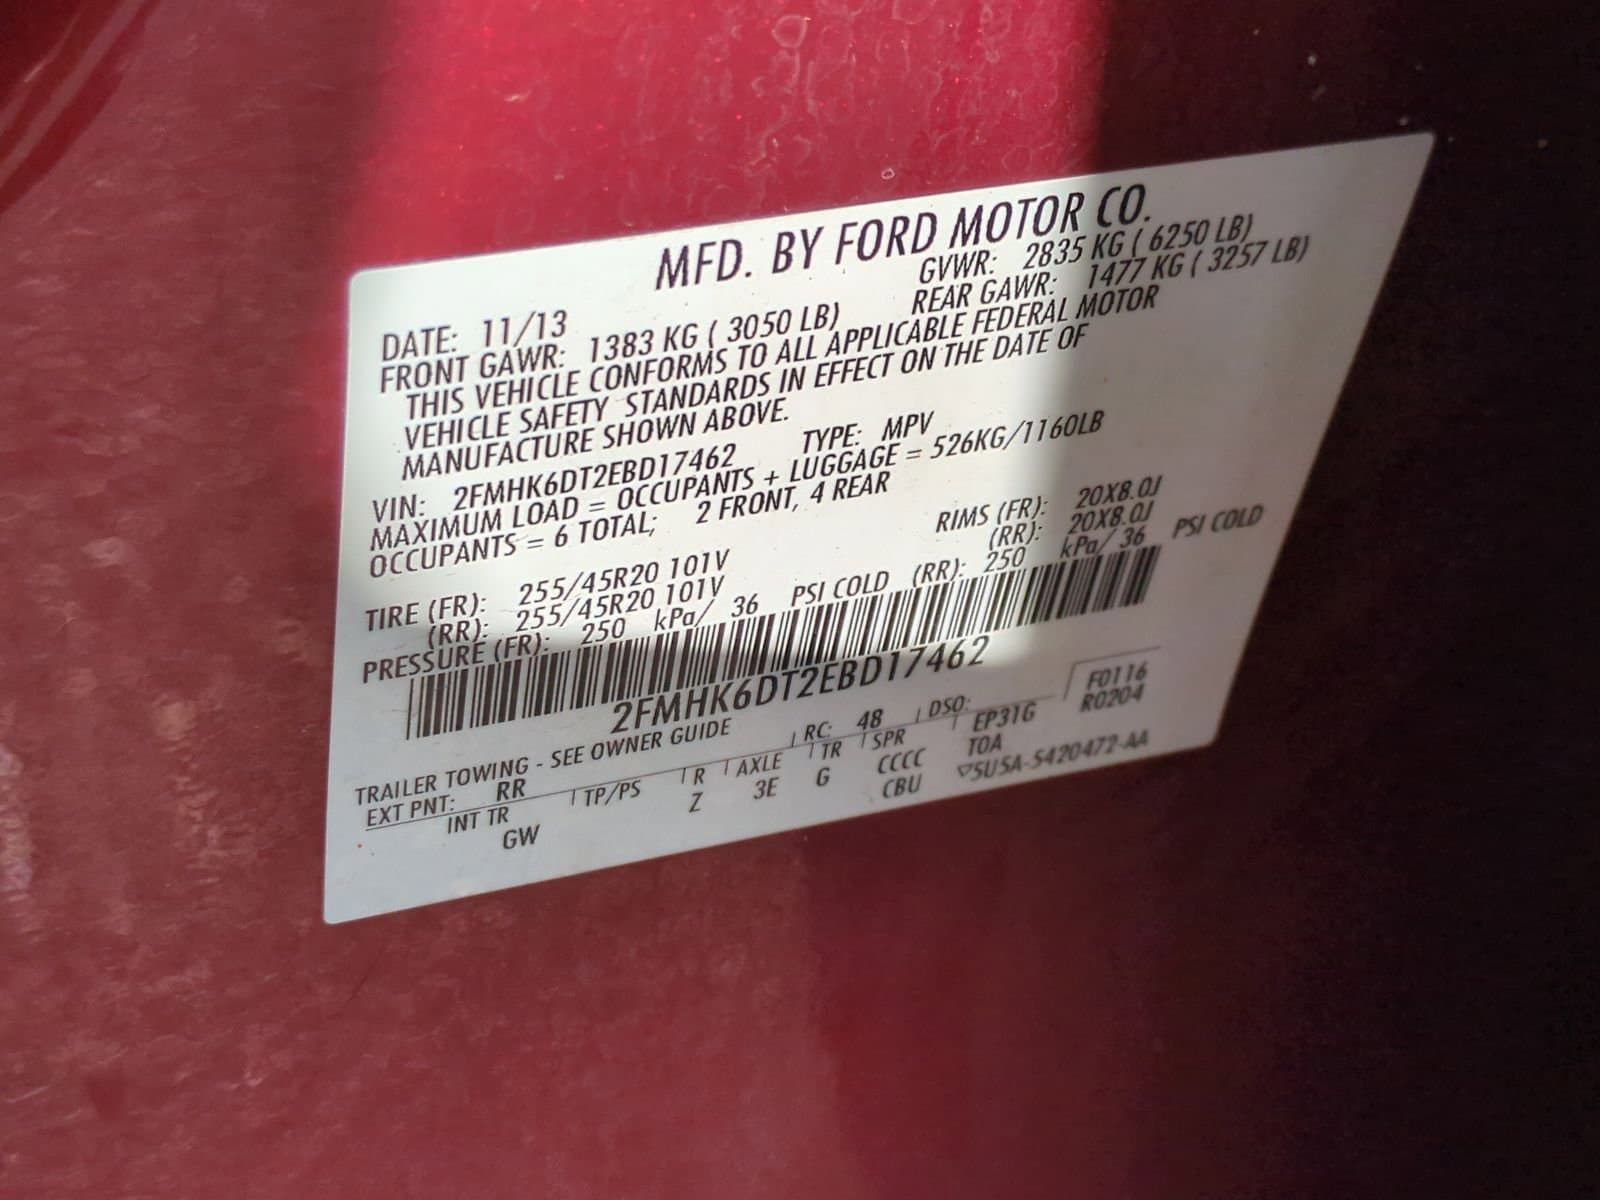 MFD. BY FORD MOTOR CO.
DATE: 11/13 GVWR: 2835 KG ( 6250 LB)
FRONT GAWR: 1383 KG ( 3050 LB) REAR GAWR: 1477 KG ( 3257 LB)
THIS VEHICLE CONFORMS TO ALL APPLICABLE FEDERAL MOTOR
VEHICLE SAFETY STANDARDS IN EFFECT ON THE DATE OF
MANUFACTURE SHOWN ABOVE.
VIN: 2FMHK6DT2EBD17462 TYPE: MPV
MAXIMUM LOAD = OCCUPANTS + LUGGAGE = 526KG/1160LB
OCCUPANTS = 6 TOTAL; 2 FRONT, 4 REAR
TIRE (FR): 255/45R20 101V RIMS (FR): 20X8.0J
(RR): 255/45R20 101V (RR): 20X8.0J
PRESSURE (FR): 250 kPa/ 36 PSI COLD (RR): 250 kPa/ 36 PSI COLD
2FMHK6DT2EBD17462
TRAILER TOWING - SEE OWNER GUIDE F0116
EXT PNT: RR RC: 48 DSO: R0204
INT TR TP/PS R AXLE TR SPR EP31G
GW Z 3E G CCCC TOA
CBU ▽5U5A-5420472-AA